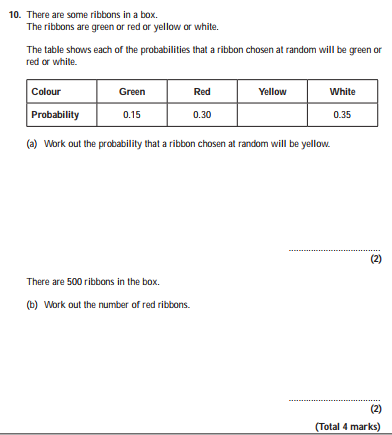 10. There are some ribbons in a box.
The ribbons are green or red or yellow or white.
The table shows each of the probabilities that a ribbon chosen at random will be green or
red or white.
Colour Green Red Yellow White
Probability 0.15 0.30 0.35
(a) Work out the probability that a ribbon chosen at random will be yellow.
(2)
There are 500 ribbons in the box.
(b) Work out the number of red ribbons.
(2)
(Total 4 marks)